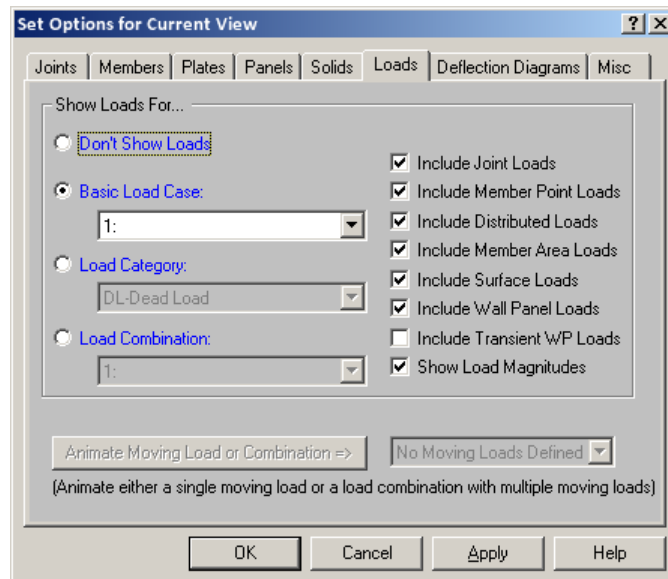 Set Options for Current View
Joints
Members
Plates
Panels
Solids
Loads
Deflection Diagrams
Misc
Show Loads For...
Don't Show Loads
Basic Load Case:
1:
Load Category:
DL-Dead Load
Load Combination:
1:
Include Joint Loads
Include Member Point Loads
Include Distributed Loads
Include Member Area Loads
Include Surface Loads
Include Wall Panel Loads
Include Transient WP Loads
Show Load Magnitudes
Animate Moving Load or Combination =>
No Moving Loads Defined
(Animate either a single moving load or a load combination with multiple moving loads)
OK
Cancel
Apply
Help